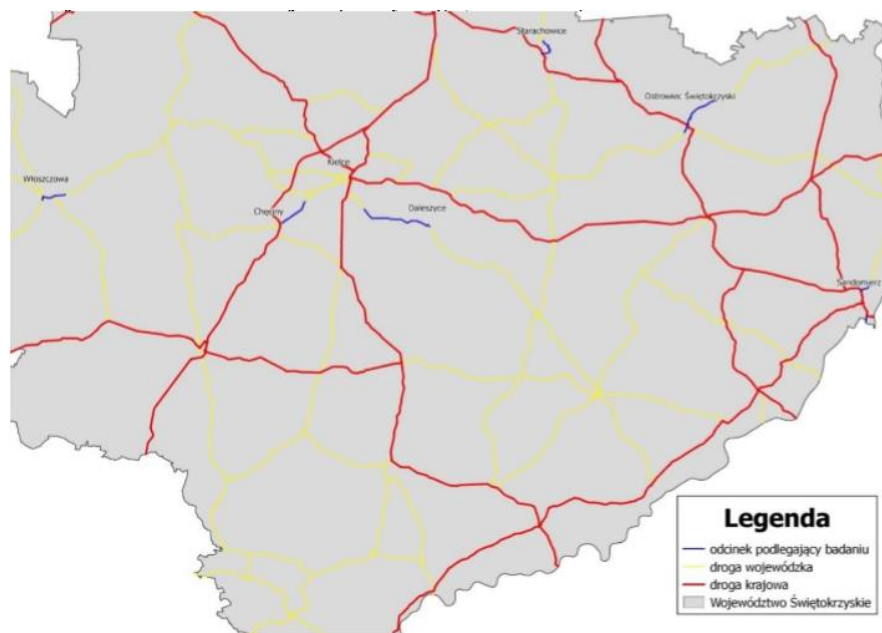 Starachowice
Ostrowiec Świętokrzyski
Kielce
Włoszczowa
Chęciny
Daleszyce
Sandomierz
Legenda
odcinek podlegający badaniu
droga wojewódzka
droga krajowa
Województwo Świętokrzyskie